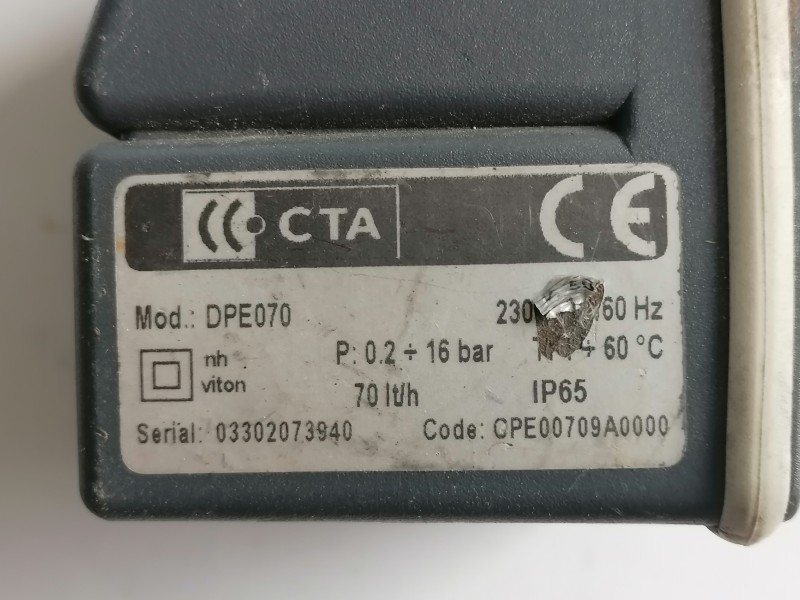 CTA CE
Mod.: DPE070 230 60 Hz
nh P: 0.2 ÷ 16 bar ÷ 60 °C
viton 70 lt/h IP65
Serial: 03302073940 Code: CPE00709A0000